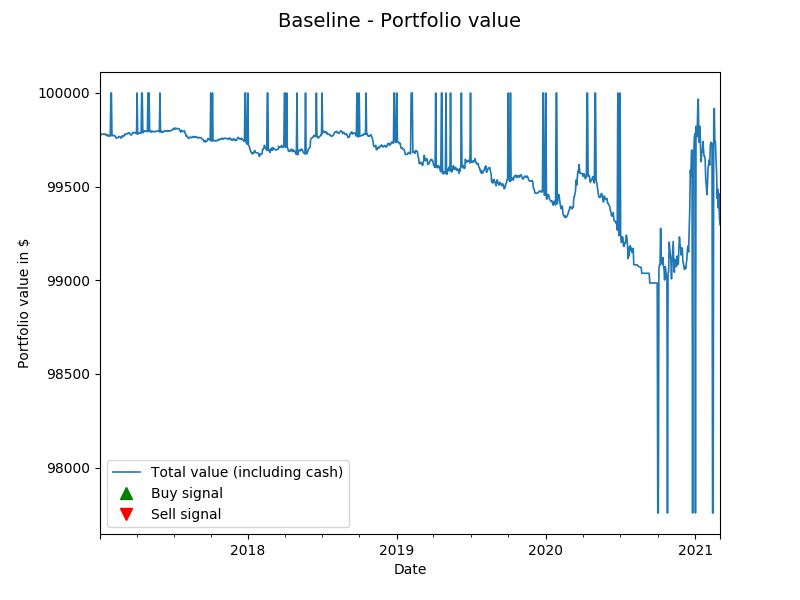 Baseline - Portfolio value
100000
99500
99000
98500
98000
Portfolio value in $
Total value (including cash)
Buy signal
Sell signal
2018
2019
2020
2021
Date